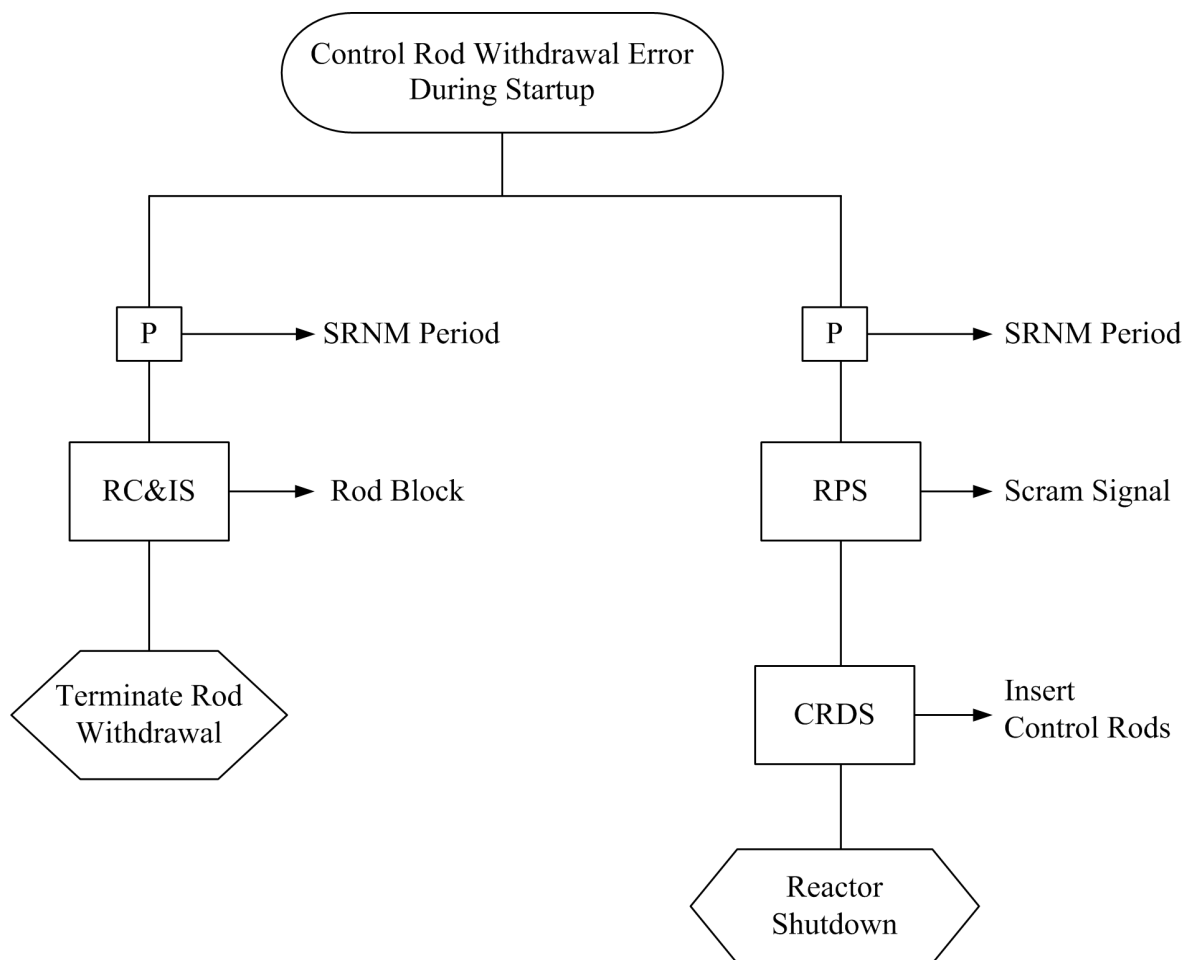 Control Rod Withdrawal Error
During Startup
P
SRNM Period
P
SRNM Period
RC&IS
Rod Block
RPS
Scram Signal
Terminate Rod
Withdrawal
CRDS
Insert
Control Rods
Reactor
Shutdown